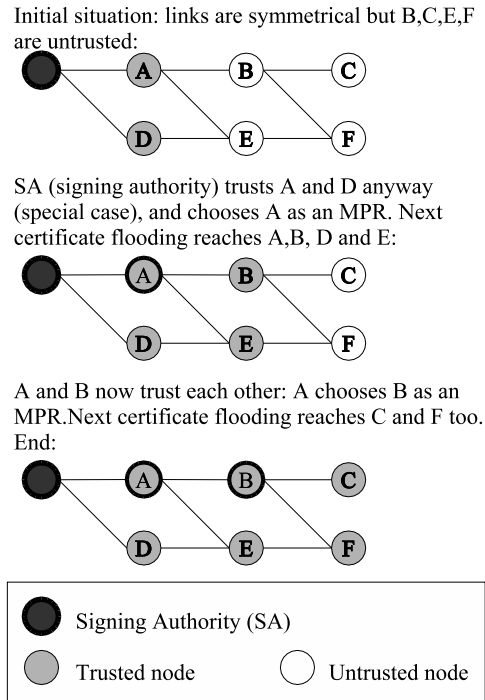 Initial situation: links are symmetrical but B,C,E,F
are untrusted:
A B C
D E F
SA (signing authority) trusts A and D anyway
(special case), and chooses A as an MPR. Next
certificate flooding reaches A,B, D and E:
A B C
D E F
A and B now trust each other: A chooses B as an
MPR.Next certificate flooding reaches C and F too.
End:
A B C
D E F
Signing Authority (SA)
Trusted node Untrusted node